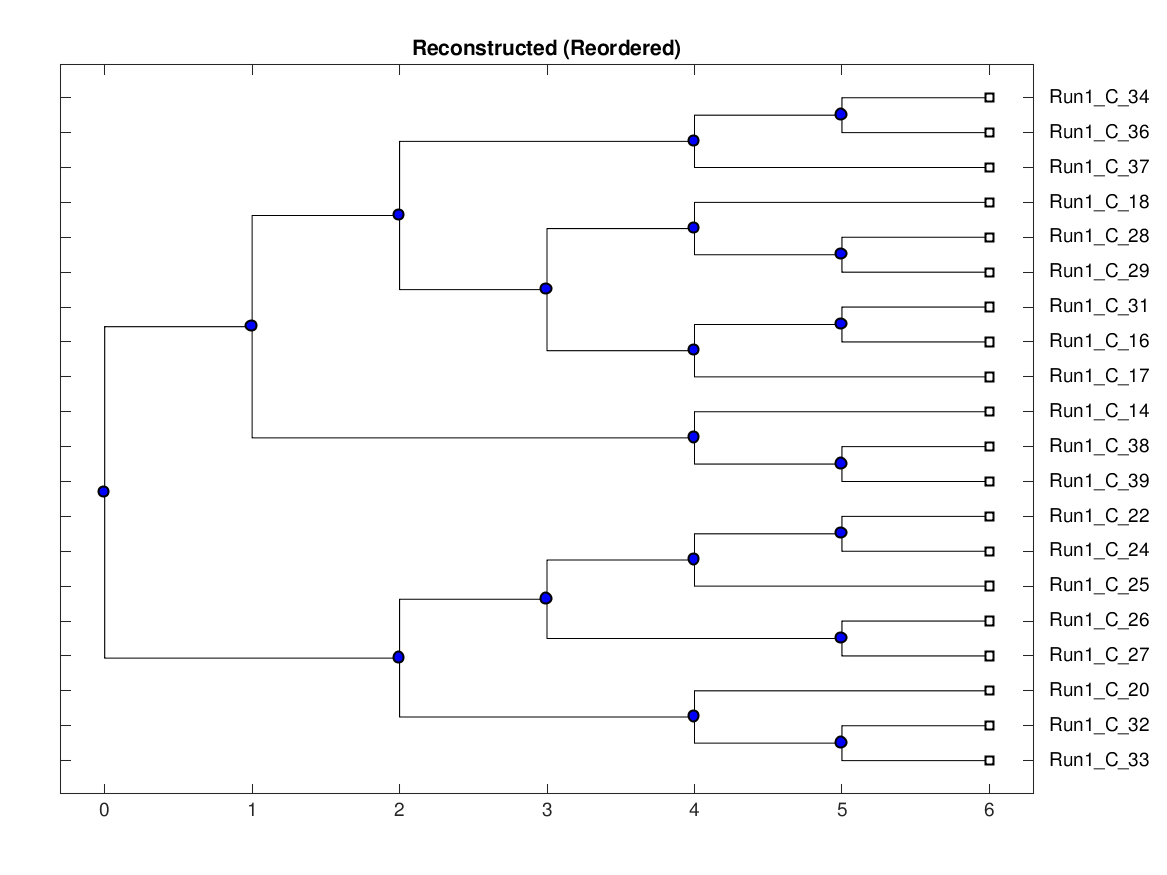 Reconstructed (Reordered)
Run1_C_34
Run1_C_36
Run1_C_37
Run1_C_18
Run1_C_28
Run1_C_29
Run1_C_31
Run1_C_16
Run1_C_17
Run1_C_14
Run1_C_38
Run1_C_39
Run1_C_22
Run1_C_24
Run1_C_25
Run1_C_26
Run1_C_27
Run1_C_20
Run1_C_32
Run1_C_33
0 1 2 3 4 5 6